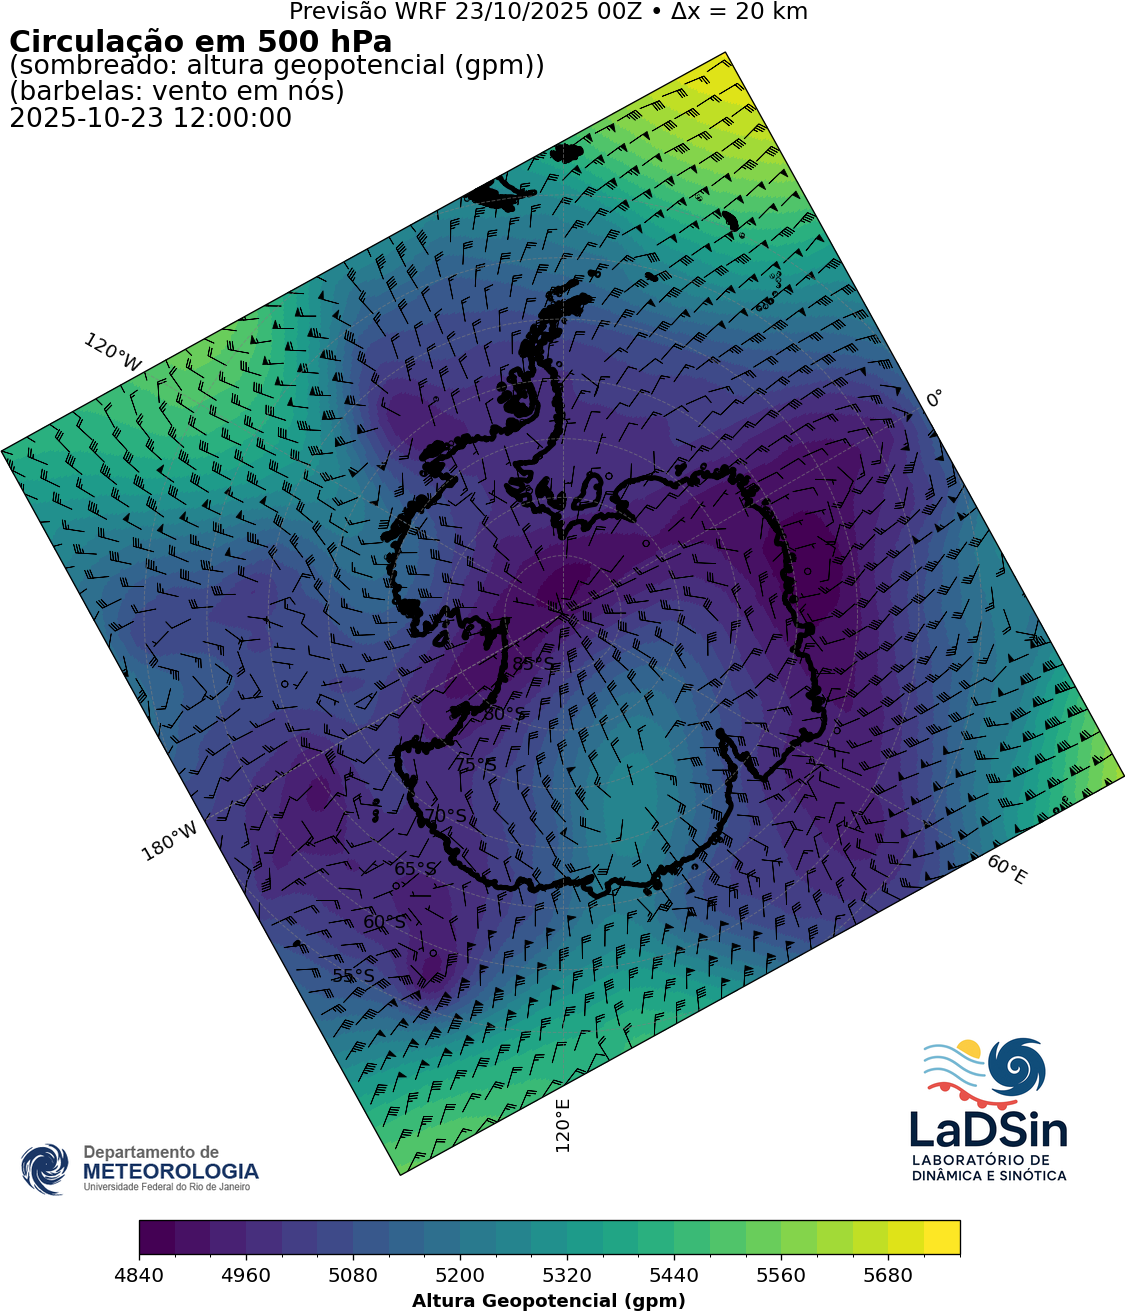 Previsão WRF 23/10/2025 00Z • Δx = 20 km
Circulação em 500 hPa
(sombreado: altura geopotencial (gpm))
(barbelas: vento em nós)
2025-10-23 12:00:00
120°W
0°
85°S
80°S
75°S
70°S
180°W
65°S
60°E
60°S
55°S
120°E
LaDSin
LABORATÓRIO DE
DINÂMICA E SINÓTICA
Departamento de
METEOROLOGIA
Universidade Federal do Rio de Janeiro
4840 4960 5080 5200 5320 5440 5560 5680
Altura Geopotencial (gpm)